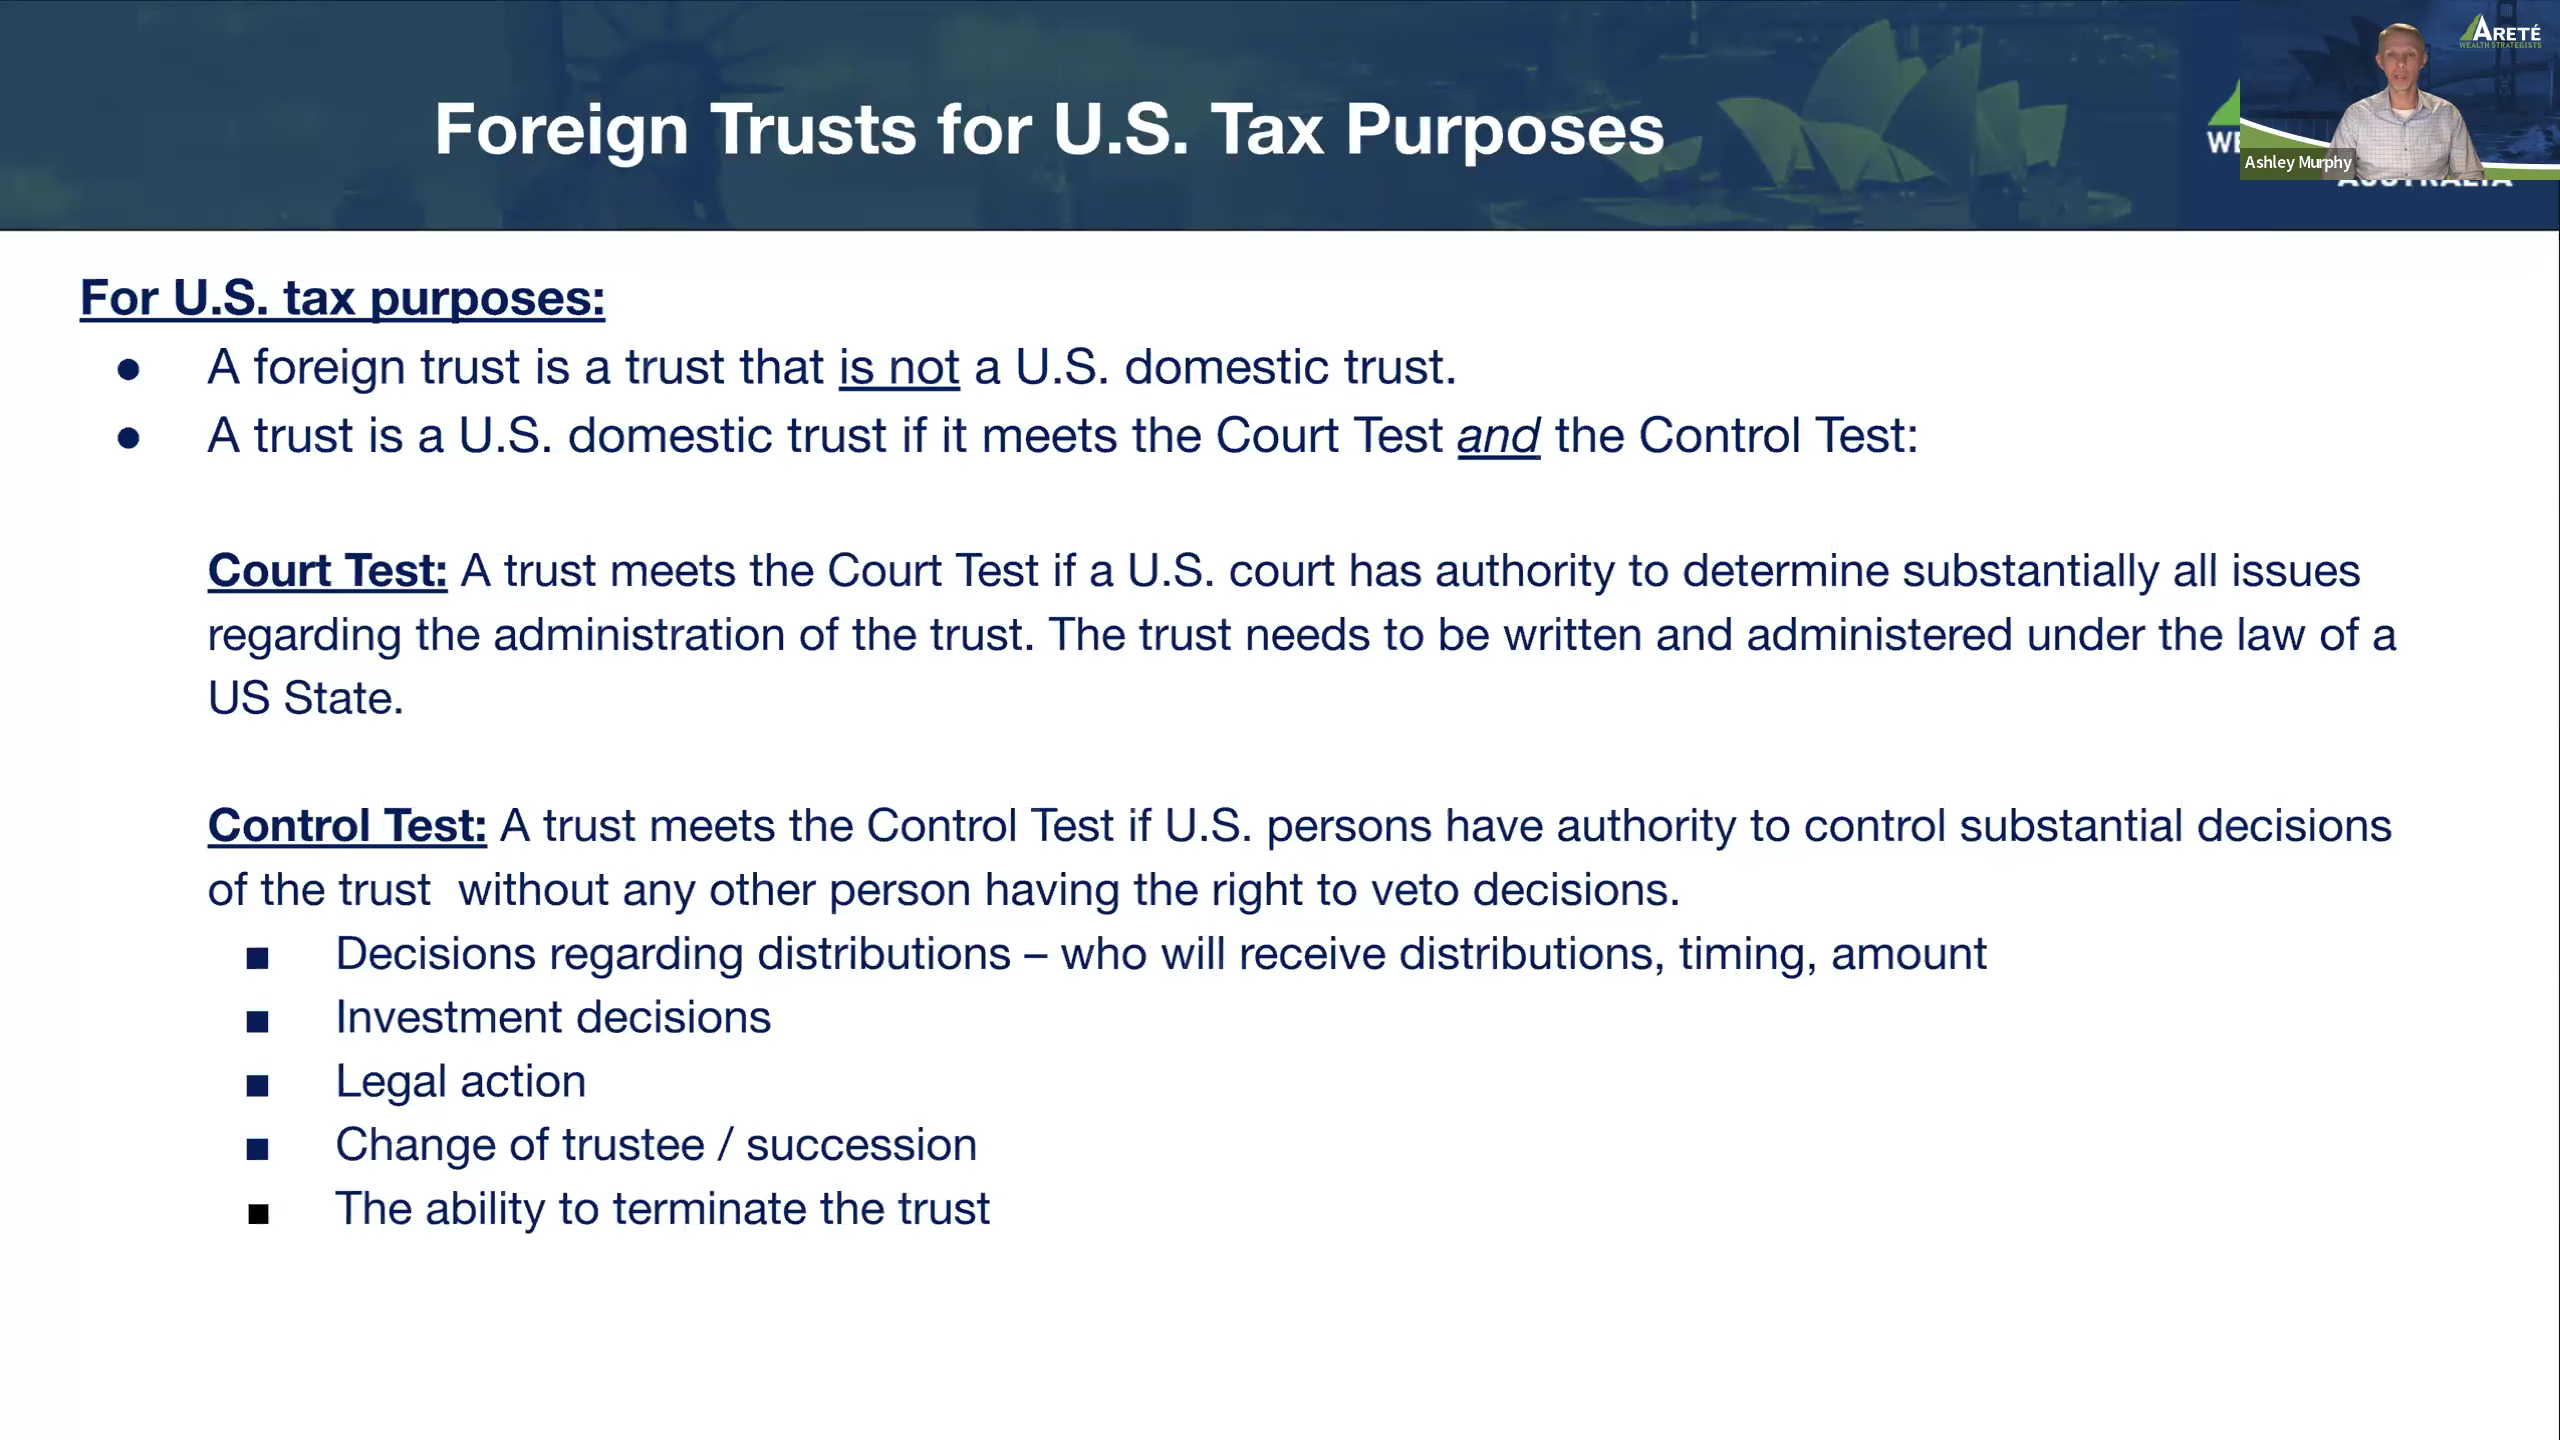 Foreign Trusts for U.S. Tax Purposes
ARETÉ
WEALTH STRATEGISTS
WE
Ashley Murphy
AUSTRALIA
For U.S. tax purposes:
● A foreign trust is a trust that is not a U.S. domestic trust.
● A trust is a U.S. domestic trust if it meets the Court Test and the Control Test:
Court Test: A trust meets the Court Test if a U.S. court has authority to determine substantially all issues
regarding the administration of the trust. The trust needs to be written and administered under the law of a
US State.
Control Test: A trust meets the Control Test if U.S. persons have authority to control substantial decisions
of the trust  without any other person having the right to veto decisions.
■ Decisions regarding distributions – who will receive distributions, timing, amount
■ Investment decisions
■ Legal action
■ Change of trustee / succession
■ The ability to terminate the trust